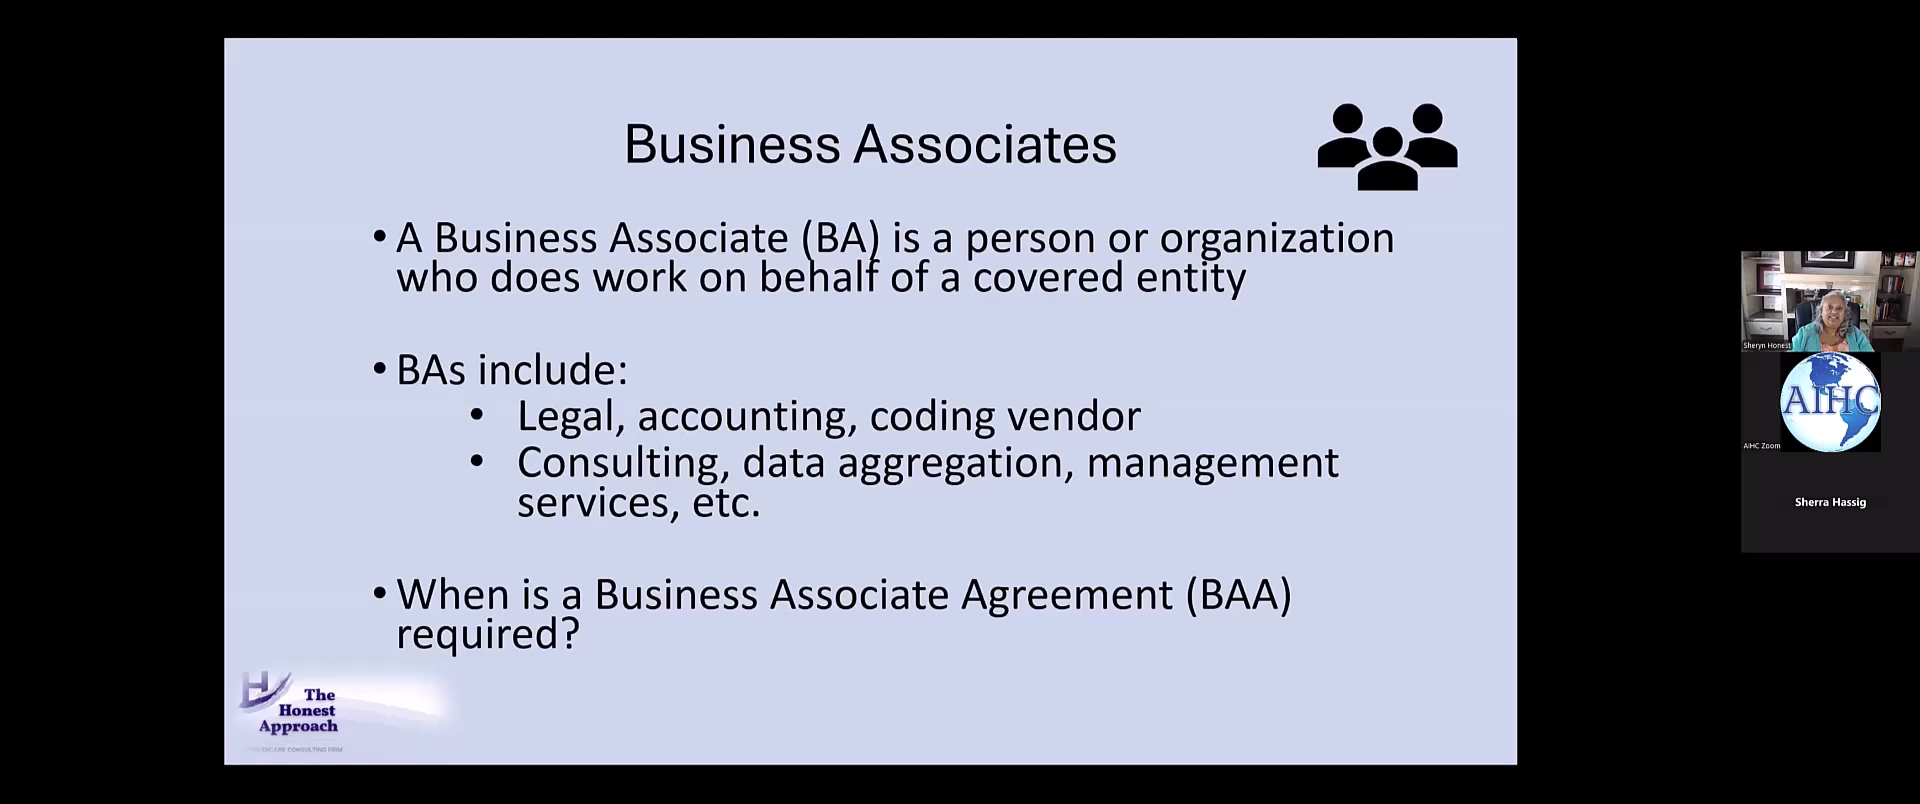 Business Associates
• A Business Associate (BA) is a person or organization
who does work on behalf of a covered entity
• BAs include:
• Legal, accounting, coding vendor
• Consulting, data aggregation, management
services, etc.
• When is a Business Associate Agreement (BAA)
required?
H
The
Honest
Approach
CONSULTING FIRM
Sheryn Honest
AIHC
AIHC Zoom
Sherra Hassig